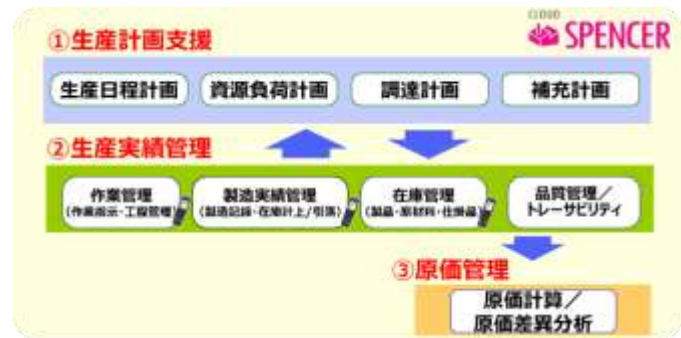 CLOUD
SPENCER
①生産計画支援
生産日程計画
資源負荷計画
調達計画
補充計画
②生産実績管理
作業管理
(作業指示・工程管理)
製造実績管理
(製造記録・在庫計上/引落)
在庫管理
(製品・原材料・仕掛品)
品質管理/
トレーサビリティ
③原価管理
原価計算/
原価差異分析